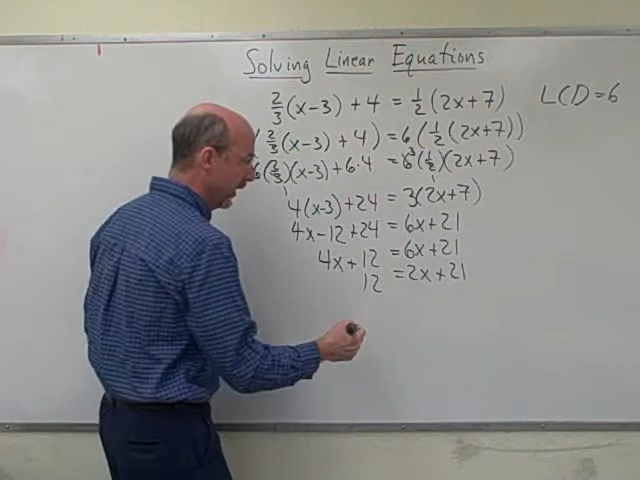 Solving Linear Equations
2/3(x-3) + 4 = 1/2(2x+7) LCD=6
(2/3(x-3) + 4) = 6(1/2(2x+7))
6(2/3)(x-3) + 6·4 = 6³(1/2)(2x+7)
4(x-3) + 24 = 3(2x+7)
4x-12+24 = 6x+21
4x+12 = 6x+21
12 = 2x+21